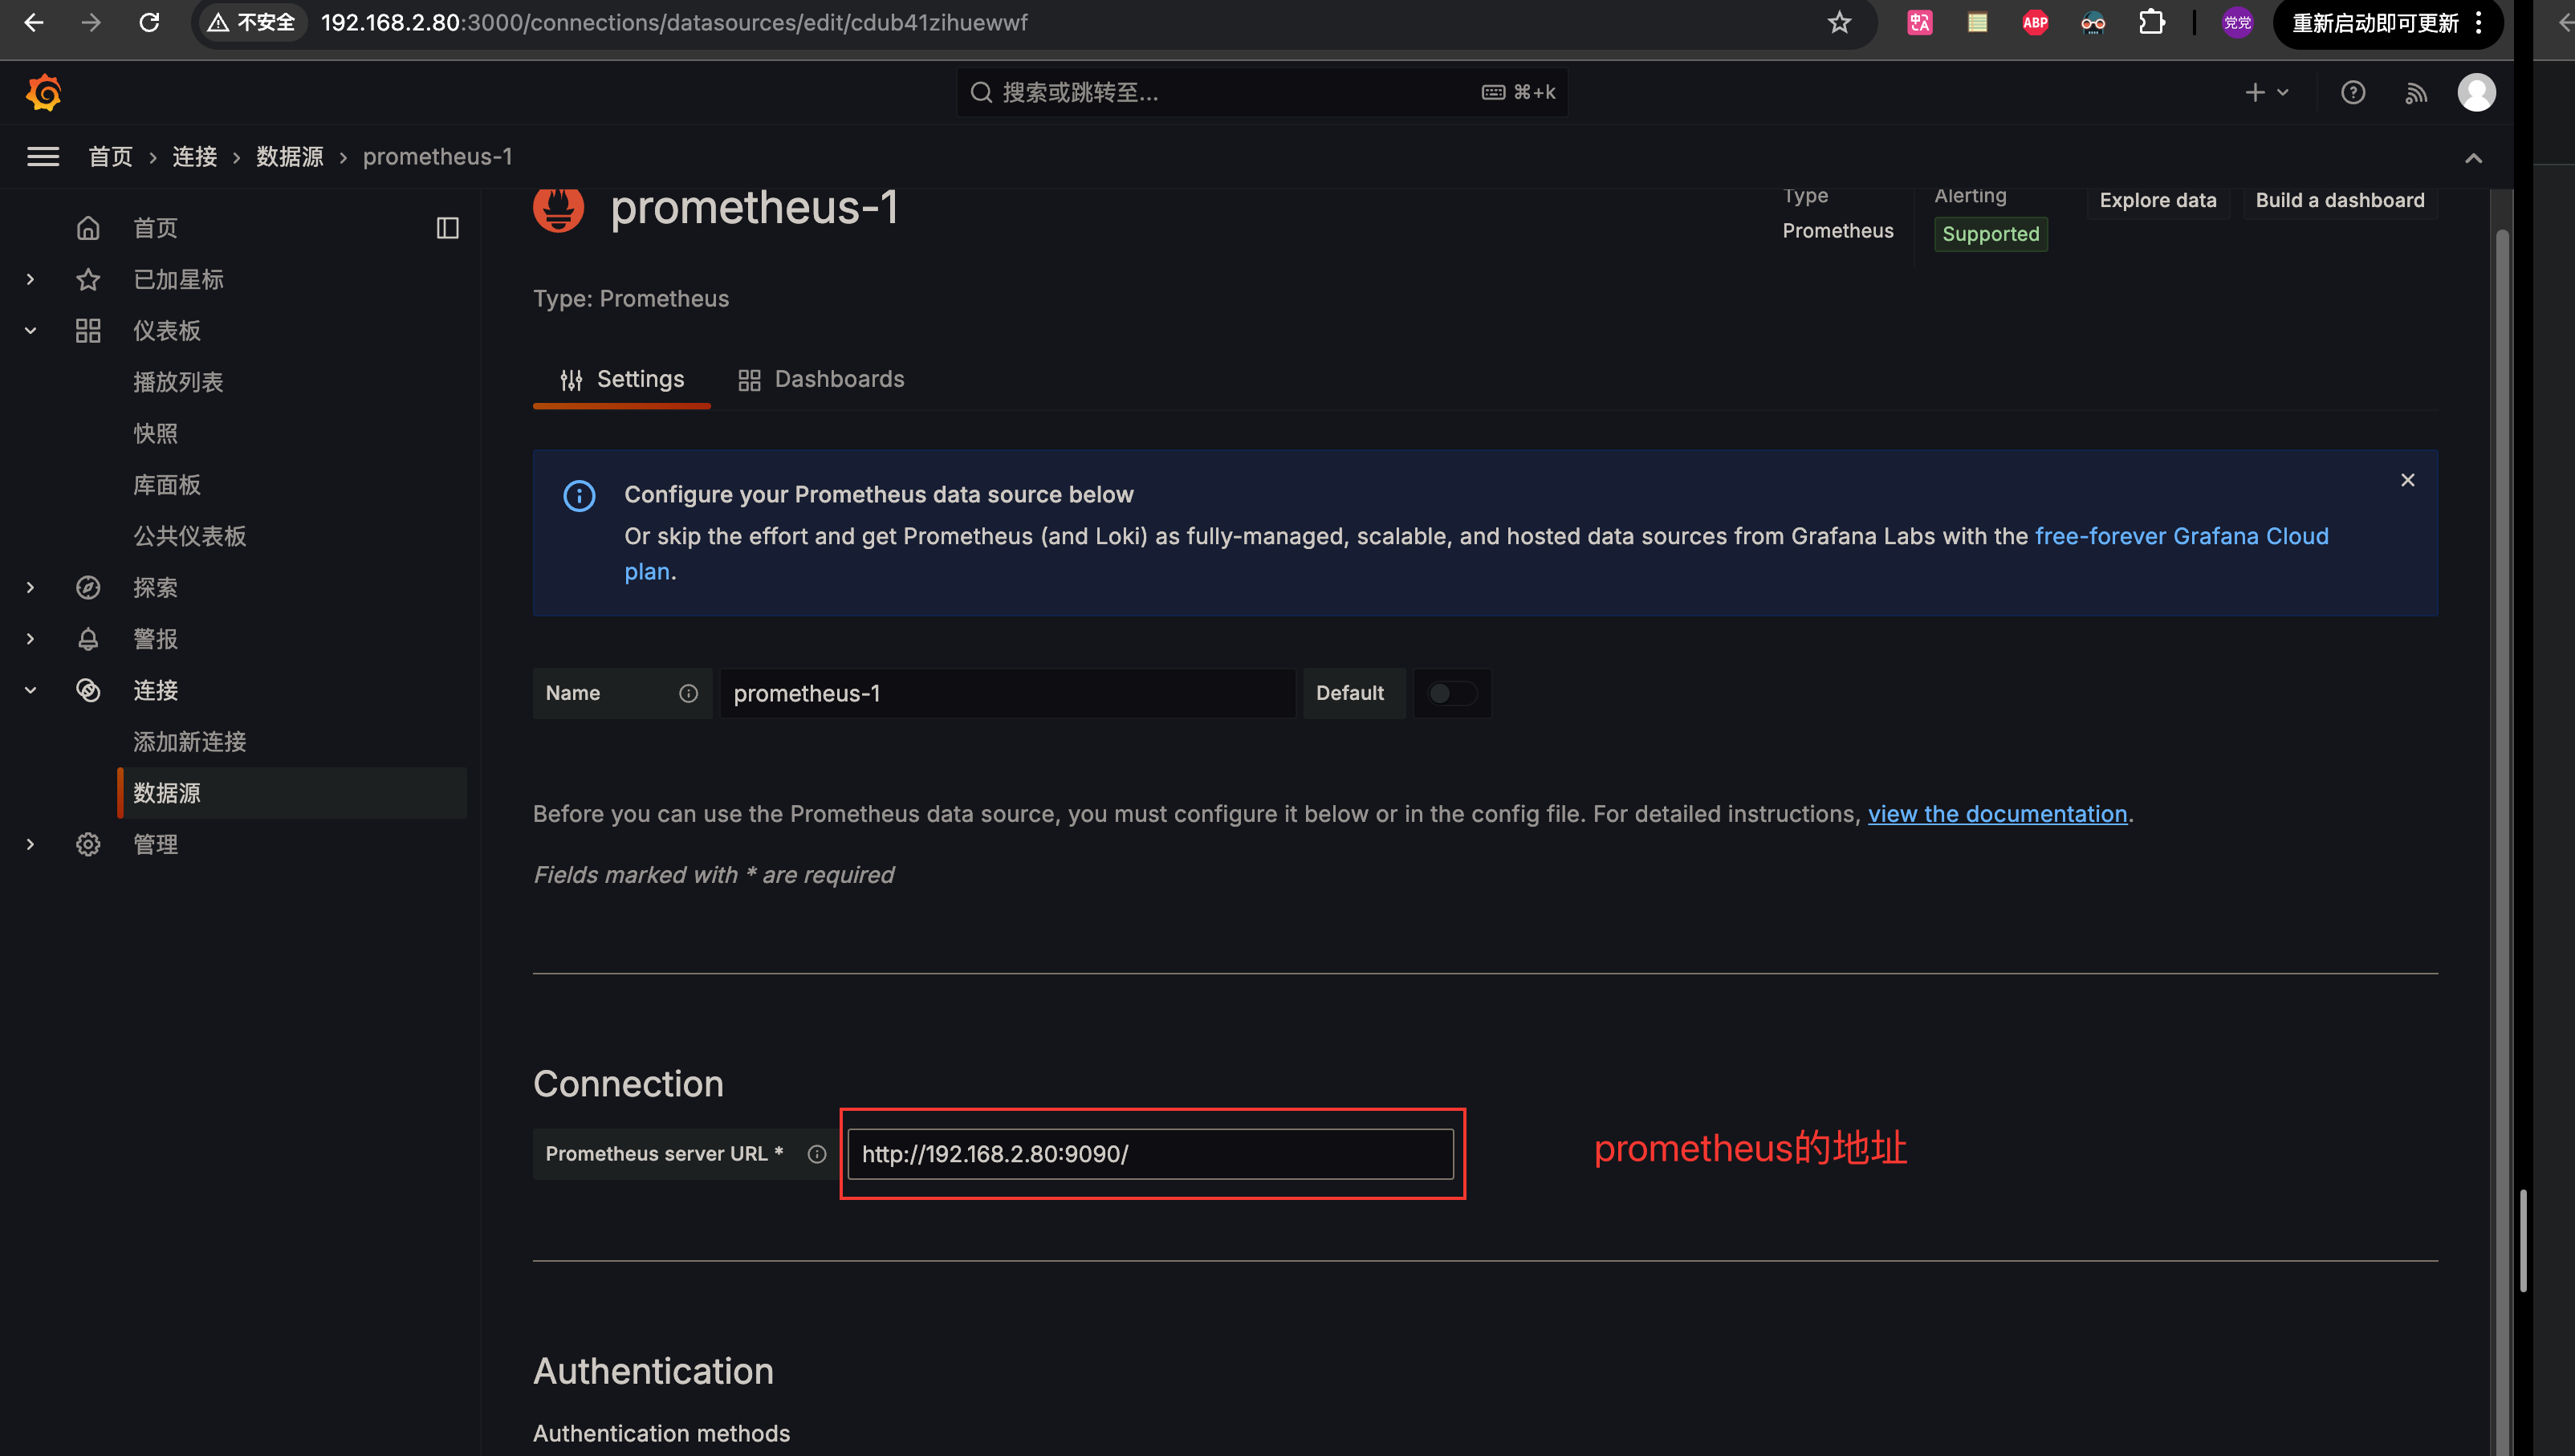 不安全
192.168.2.80:3000/connections/datasources/edit/cdub41zihuewwf
ABP
党党
重新启动即可更新
搜索或跳转至...
⌘+k
首页 › 连接 › 数据源 › prometheus-1
首页
已加星标
仪表板
播放列表
快照
库面板
公共仪表板
探索
警报
连接
添加新连接
数据源
管理
prometheus-1
Type
Prometheus
Alerting
Supported
Explore data
Build a dashboard
Type: Prometheus
Settings
Dashboards
Configure your Prometheus data source below
Or skip the effort and get Prometheus (and Loki) as fully-managed, scalable, and hosted data sources from Grafana Labs with the free-forever Grafana Cloud
plan.
Name
prometheus-1
Default
Before you can use the Prometheus data source, you must configure it below or in the config file. For detailed instructions, view the documentation.
Fields marked with * are required
Connection
Prometheus server URL *
http://192.168.2.80:9090/
prometheus的地址
Authentication
Authentication methods